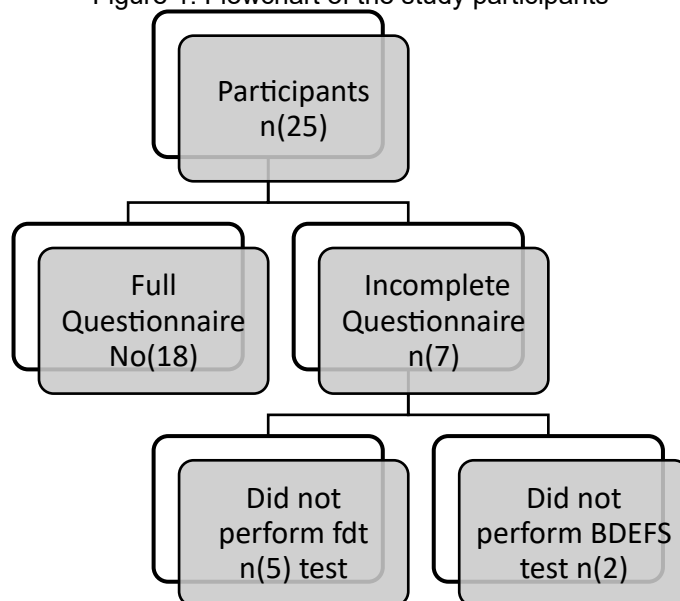 Figure 1. Flowchart of the study participants
Participants
n(25)
Full
Questionnaire
No(18)
Incomplete
Questionnaire
n(7)
Did not
perform fdt
n(5) test
Did not
perform BDEFS
test n(2)